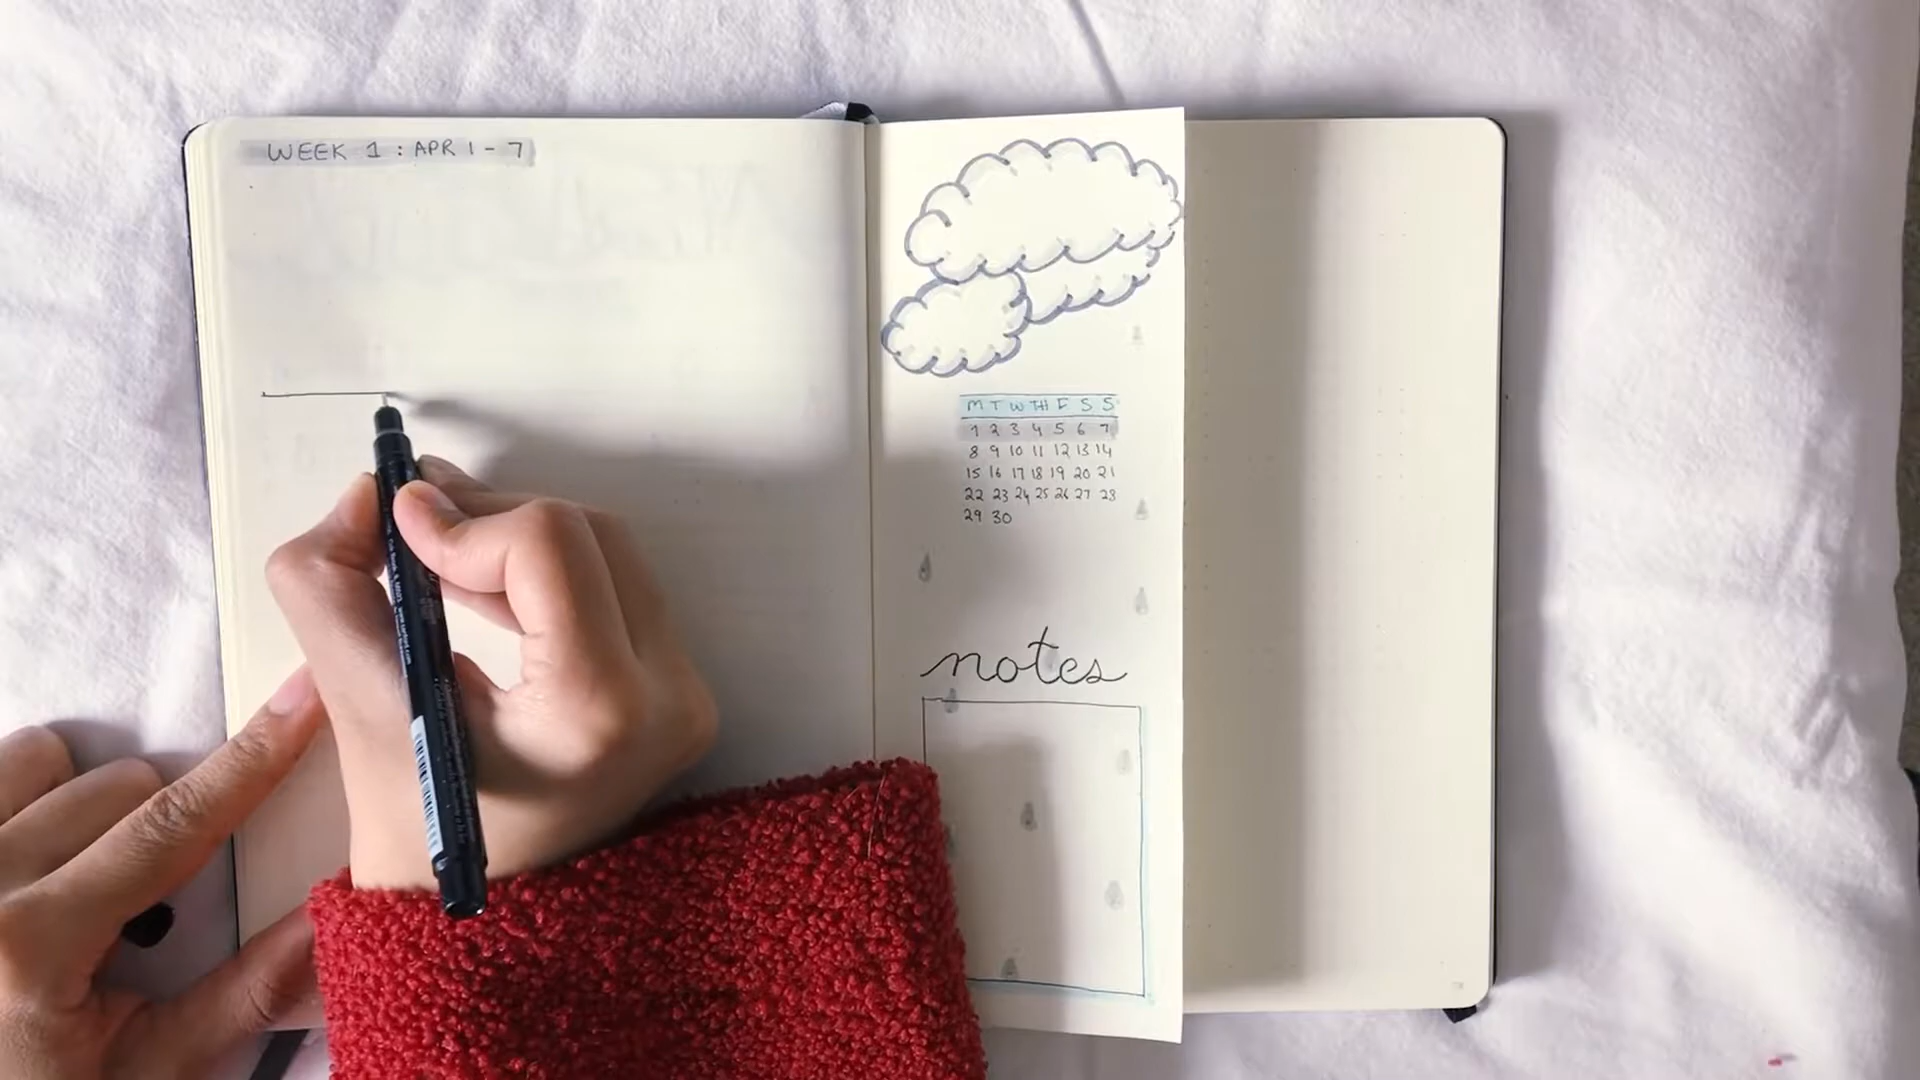 WEEK 1 : APR 1 - 7
M T W TH F S S
1 2 3 4 5 6 7
8 9 10 11 12 13 14
15 16 17 18 19 20 21
22 23 24 25 26 27 28
29 30
notes